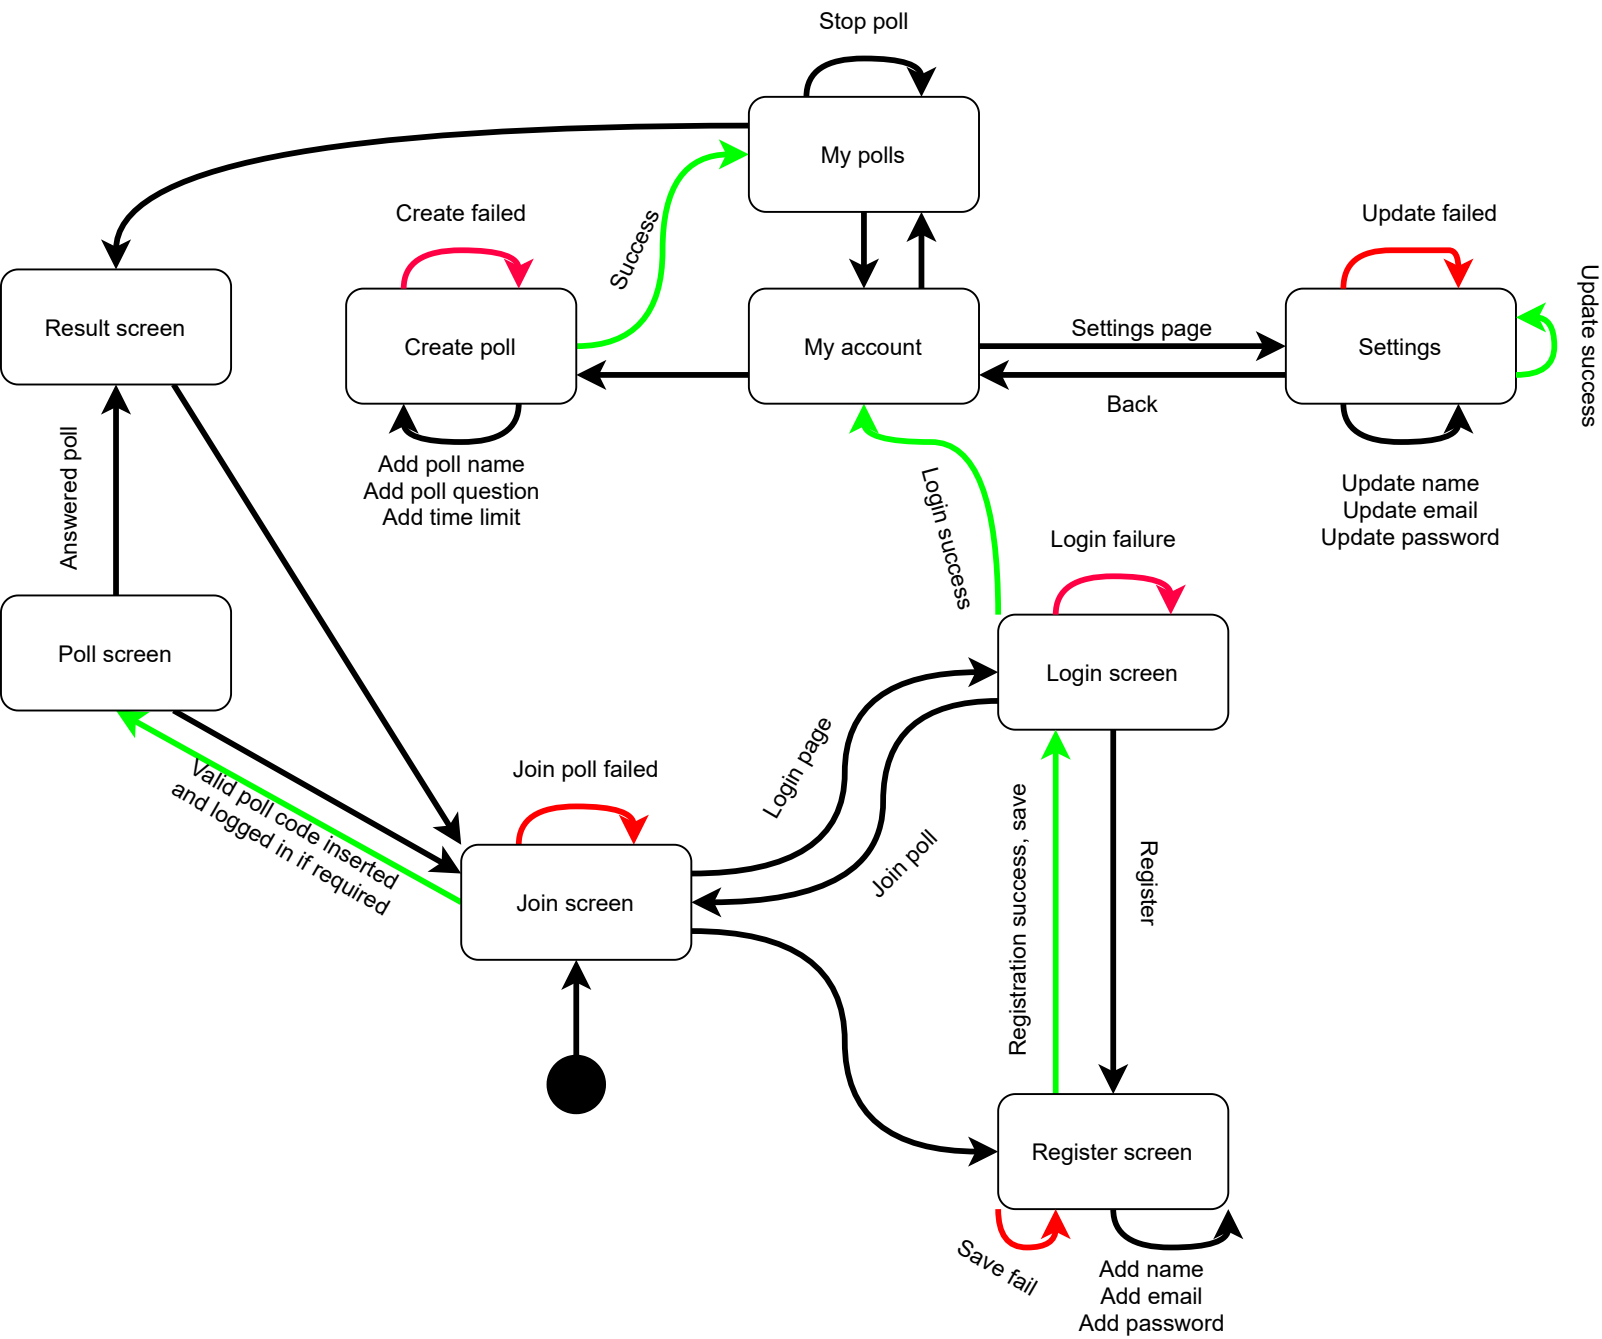 Stop poll
My polls
Create failed
Success
Update failed
Update success
Result screen
Create poll
My account
Settings page
Settings
Back
Answered poll
Add poll name
Add poll question
Add time limit
Login success
Update name
Update email
Update password
Login failure
Poll screen
Login screen
Valid poll code inserted
and logged in if required
Join poll failed
Login page
Join poll
Registration success, save
Register
Join screen
Register screen
Save fail
Add name
Add email
Add password